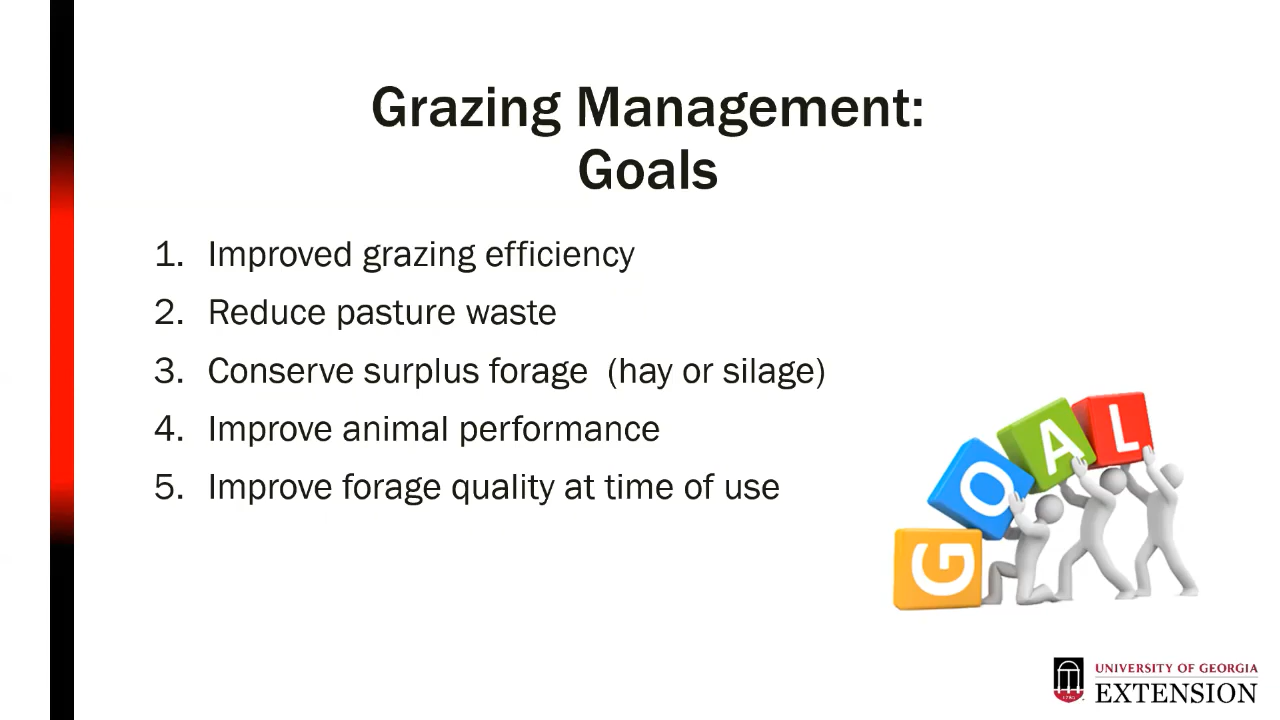 Grazing Management:
Goals
1. Improved grazing efficiency
2. Reduce pasture waste
3. Conserve surplus forage (hay or silage)
4. Improve animal performance
5. Improve forage quality at time of use
G O A L
1785
UNIVERSITY OF GEORGIA
EXTENSION